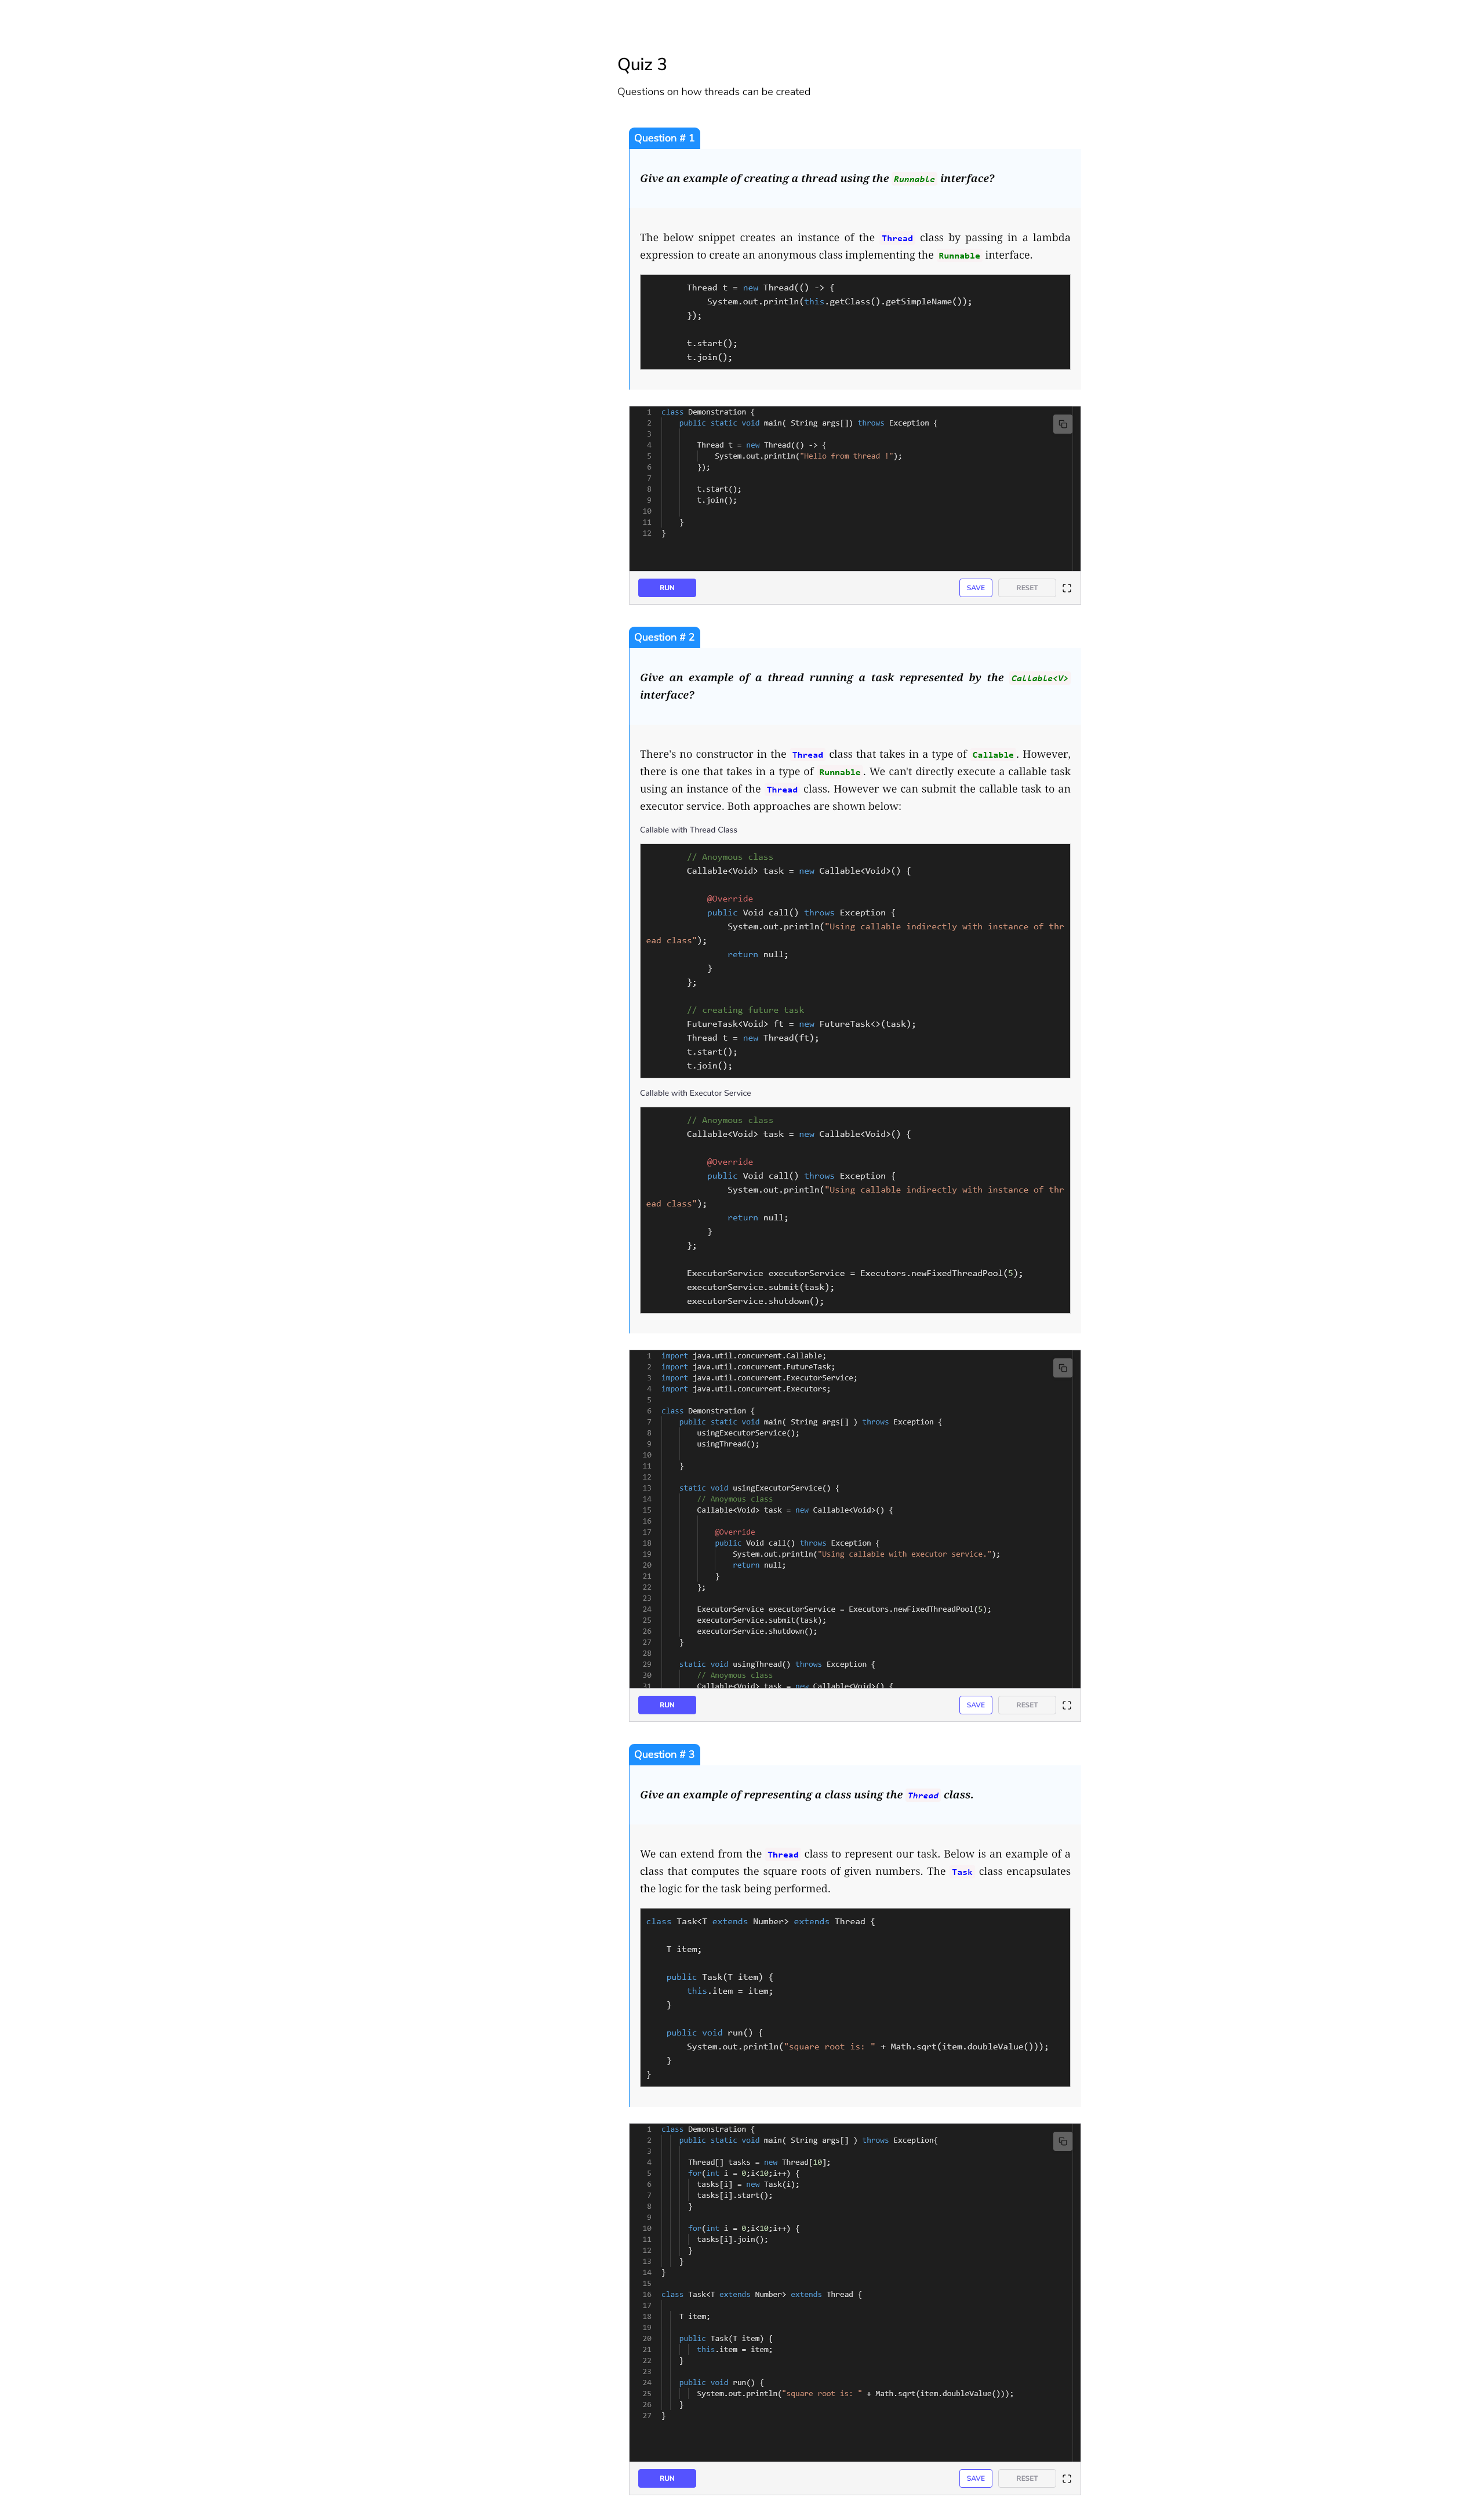 Quiz 3
Questions on how threads can be created
Question # 1
Give an example of creating a thread using the Runnable interface?
The below snippet creates an instance of the Thread class by passing in a lambda
expression to create an anonymous class implementing the Runnable interface.
Thread t = new Thread(() -> {
System.out.println(this.getClass().getSimpleName());
});
t.start();
t.join();
1 class Demonstration {
2 public static void main( String args[]) throws Exception {
3
4 Thread t = new Thread(() -> {
5 System.out.println("Hello from thread !");
6 });
7
8 t.start();
9 t.join();
10
11 }
12 }
RUN SAVE RESET
Question # 2
Give an example of a thread running a task represented by the Callable<V>
interface?
There's no constructor in the Thread class that takes in a type of Callable. However,
there is one that takes in a type of Runnable. We can't directly execute a callable task
using an instance of the Thread class. However we can submit the callable task to an
executor service. Both approaches are shown below:
Callable with Thread Class
// Anoymous class
Callable<Void> task = new Callable<Void>() {
@Override
public Void call() throws Exception {
System.out.println("Using callable indirectly with instance of thr
ead class");
return null;
}
};
// creating future task
FutureTask<Void> ft = new FutureTask<>(task);
Thread t = new Thread(ft);
t.start();
t.join();
Callable with Executor Service
// Anoymous class
Callable<Void> task = new Callable<Void>() {
@Override
public Void call() throws Exception {
System.out.println("Using callable indirectly with instance of thr
ead class");
return null;
}
};
ExecutorService executorService = Executors.newFixedThreadPool(5);
executorService.submit(task);
executorService.shutdown();
1 import java.util.concurrent.Callable;
2 import java.util.concurrent.FutureTask;
3 import java.util.concurrent.ExecutorService;
4 import java.util.concurrent.Executors;
5
6 class Demonstration {
7 public static void main( String args[] ) throws Exception {
8 usingExecutorService();
9 usingThread();
10
11 }
12
13 static void usingExecutorService() {
14 // Anoymous class
15 Callable<Void> task = new Callable<Void>() {
16
17 @Override
18 public Void call() throws Exception {
19 System.out.println("Using callable with executor service.");
20 return null;
21 }
22 };
23
24 ExecutorService executorService = Executors.newFixedThreadPool(5);
25 executorService.submit(task);
26 executorService.shutdown();
27 }
28
29 static void usingThread() throws Exception {
30 // Anoymous class
31 Callable<Void> task = new Callable<Void>() {
RUN SAVE RESET
Question # 3
Give an example of representing a class using the Thread class.
We can extend from the Thread class to represent our task. Below is an example of a
class that computes the square roots of given numbers. The Task class encapsulates
the logic for the task being performed.
class Task<T extends Number> extends Thread {
T item;
public Task(T item) {
this.item = item;
}
public void run() {
System.out.println("square root is: " + Math.sqrt(item.doubleValue()));
}
}
1 class Demonstration {
2 public static void main( String args[] ) throws Exception{
3
4 Thread[] tasks = new Thread[10];
5 for(int i = 0;i<10;i++) {
6 tasks[i] = new Task(i);
7 tasks[i].start();
8 }
9
10 for(int i = 0;i<10;i++) {
11 tasks[i].join();
12 }
13 }
14 }
15
16 class Task<T extends Number> extends Thread {
17
18 T item;
19
20 public Task(T item) {
21 this.item = item;
22 }
23
24 public void run() {
25 System.out.println("square root is: " + Math.sqrt(item.doubleValue()));
26 }
27 }
RUN SAVE RESET